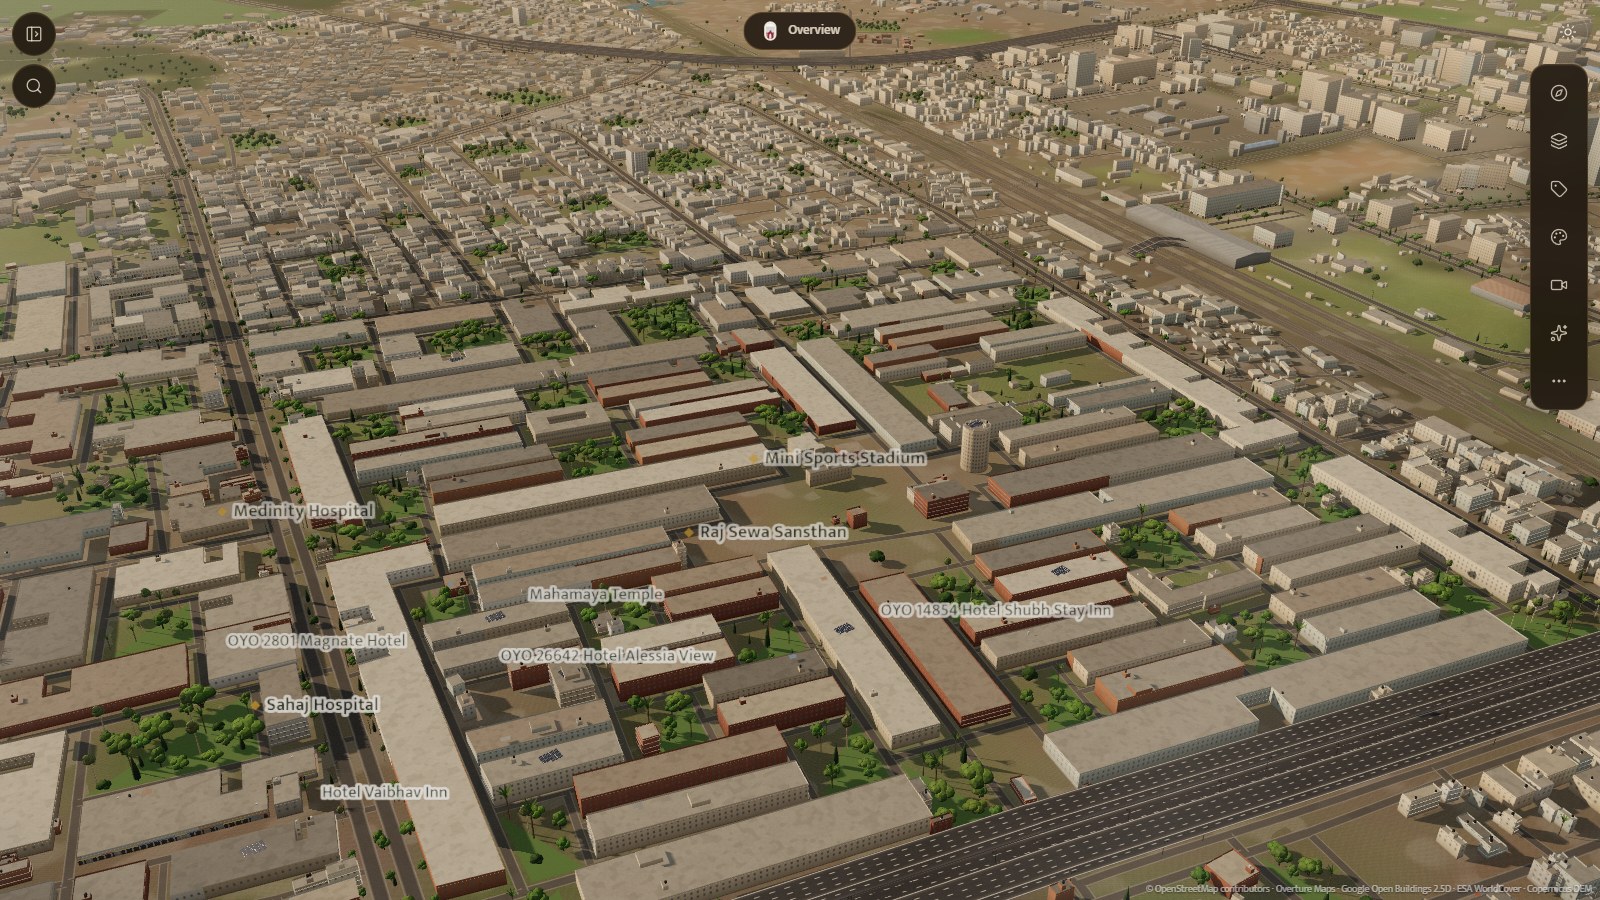 Overview
Mini Sports Stadium
Medinity Hospital
Raj Sewa Sansthan
Mahamaya Temple
OYO 14854 Hotel Shubh Stay Inn
OYO 2801 Magnate Hotel
OYO 26642 Hotel Alessia View
Sahaj Hospital
Hotel Vaibhav Inn
© OpenStreetMap contributors · Overture Maps · Google Open Buildings 2.5D · ESA WorldCover · Copernicus DEM